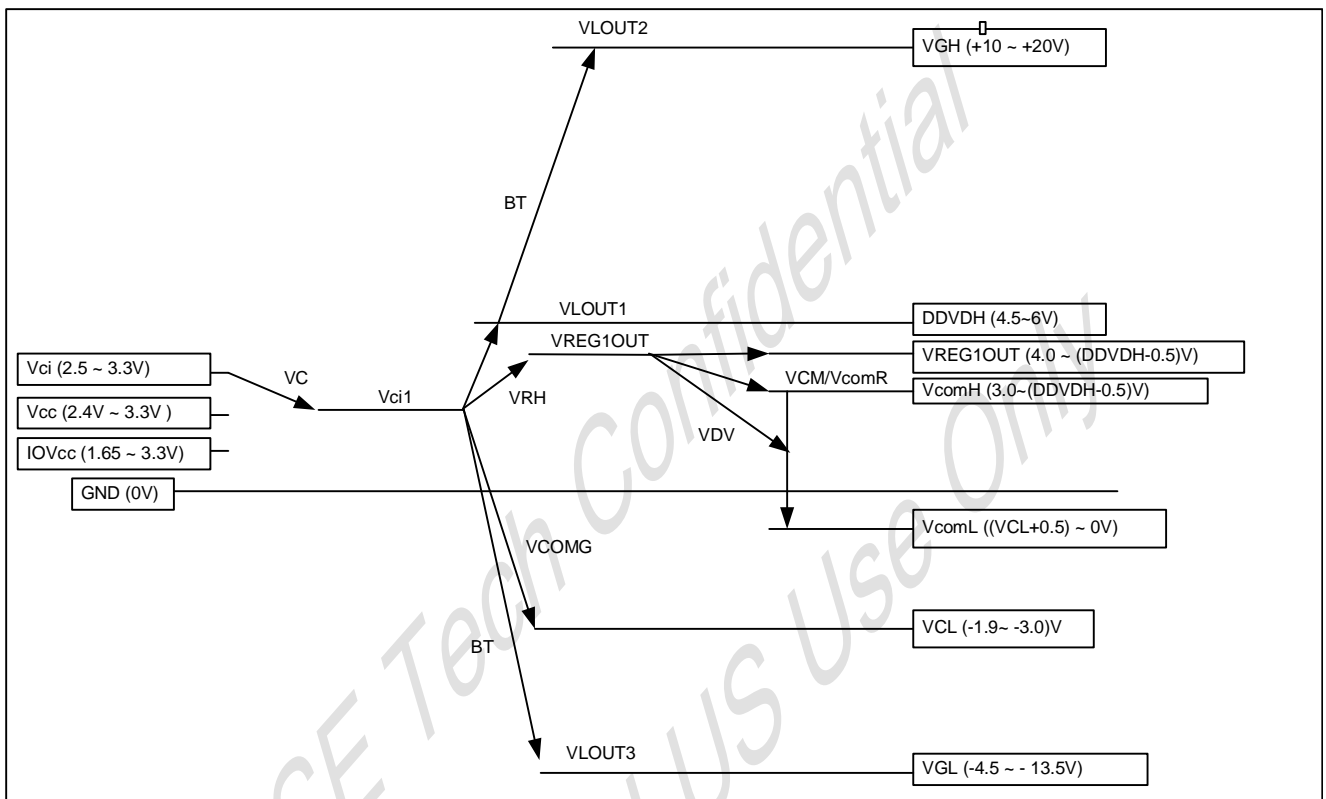 VLOUT2
VGH (+10 ~ +20V)
BT
VLOUT1
DDVDH (4.5~6V)
VREG1OUT
VREG1OUT (4.0 ~ (DDVDH-0.5)V)
Vci (2.5 ~ 3.3V)
VC
VCM/VcomR
VcomH (3.0~(DDVDH-0.5)V)
Vci1
VRH
Vcc (2.4V ~ 3.3V )
VDV
IOVcc (1.65 ~ 3.3V)
GND (0V)
VcomL ((VCL+0.5) ~ 0V)
VCOMG
VCL (-1.9~ -3.0)V
BT
VLOUT3
VGL (-4.5 ~ - 13.5V)
CE Tech Confidential
US Use Only